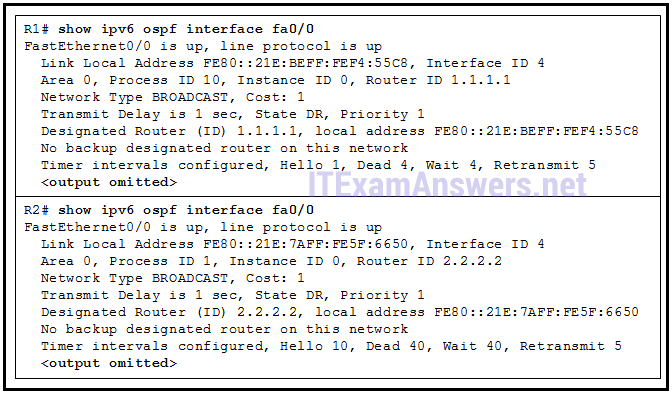 R1# show ipv6 ospf interface fa0/0
FastEthernet0/0 is up, line protocol is up
Link Local Address FE80::21E:BEFF:FEF4:55C8, Interface ID 4
Area 0, Process ID 10, Instance ID 0, Router ID 1.1.1.1
Network Type BROADCAST, Cost: 1
Transmit Delay is 1 sec, State DR, Priority 1
Designated Router (ID) 1.1.1.1, local address FE80::21E:BEFF:FEF4:55C8
No backup designated router on this network
Timer intervals configured, Hello 1, Dead 4, Wait 4, Retransmit 5
<output omitted>
ITExamAnswers.net
R2# show ipv6 ospf interface fa0/0
FastEthernet0/0 is up, line protocol is up
Link Local Address FE80::21E:7AFF:FE5F:6650, Interface ID 4
Area 0, Process ID 1, Instance ID 0, Router ID 2.2.2.2
Network Type BROADCAST, Cost: 1
Transmit Delay is 1 sec, State DR, Priority 1
Designated Router (ID) 2.2.2.2, local address FE80::21E:7AFF:FE5F:6650
No backup designated router on this network
Timer intervals configured, Hello 10, Dead 40, Wait 40, Retransmit 5
<output omitted>